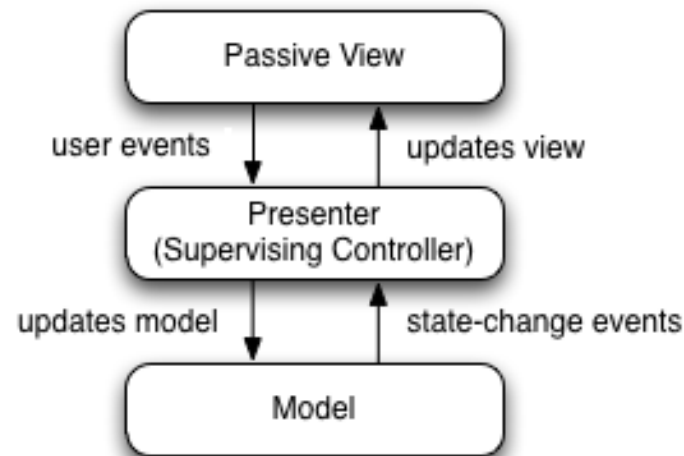 Passive View
user events
updates view
Presenter
(Supervising Controller)
updates model
state-change events
Model